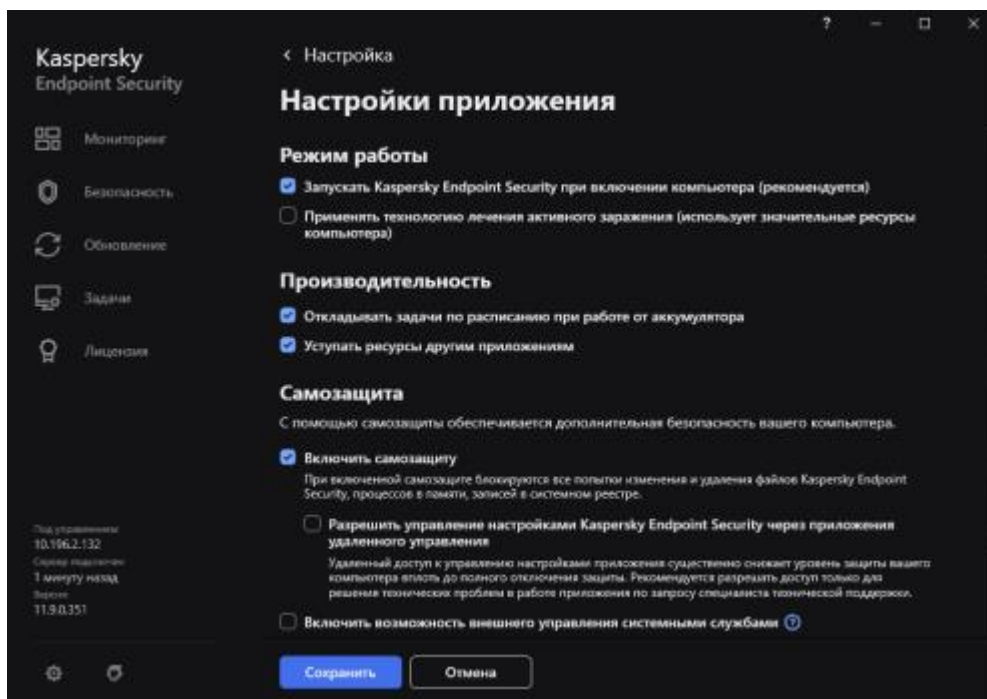 Kaspersky
Endpoint Security
Мониторинг
Безопасность
Обновление
Задачи
Лицензия
Под управлением
10.196.2.132
Сервер подключен
1 минуту назад
Версия
11.9.0.351
?
Настройка
Настройки приложения
Режим работы
Запускать Kaspersky Endpoint Security при включении компьютера (рекомендуется)
Применять технологию лечения активного заражения (использует значительные ресурсы
компьютера)
Производительность
Откладывать задачи по расписанию при работе от аккумулятора
Уступать ресурсы другим приложениям
Самозащита
С помощью самозащиты обеспечивается дополнительная безопасность вашего компьютера.
Включить самозащиту
При включенной самозащите блокируются все попытки изменения и удаления файлов Kaspersky Endpoint
Security, процессов в памяти, записей в системном реестре.
Разрешить управление настройками Kaspersky Endpoint Security через приложения
удаленного управления
Удаленный доступ к управлению настройками приложения существенно снижает уровень защиты вашего
компьютера вплоть до полного отключения защиты. Рекомендуется разрешать доступ только для
решения технических проблем в работе приложения по запросу специалиста технической поддержки.
Включить возможность внешнего управления системными службами ?
Сохранить
Отмена